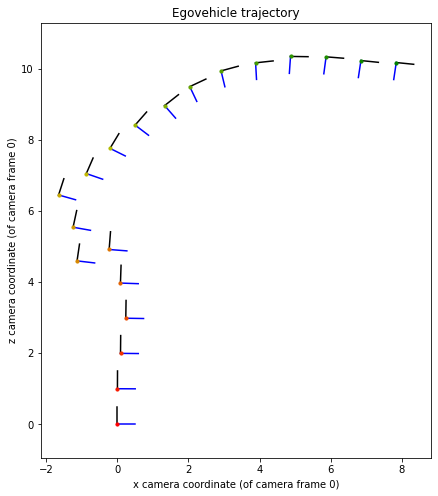 Egovehicle trajectory
z camera coordinate (of camera frame 0)
10
8
6
4
2
0
−2 0 2 4 6 8
x camera coordinate (of camera frame 0)